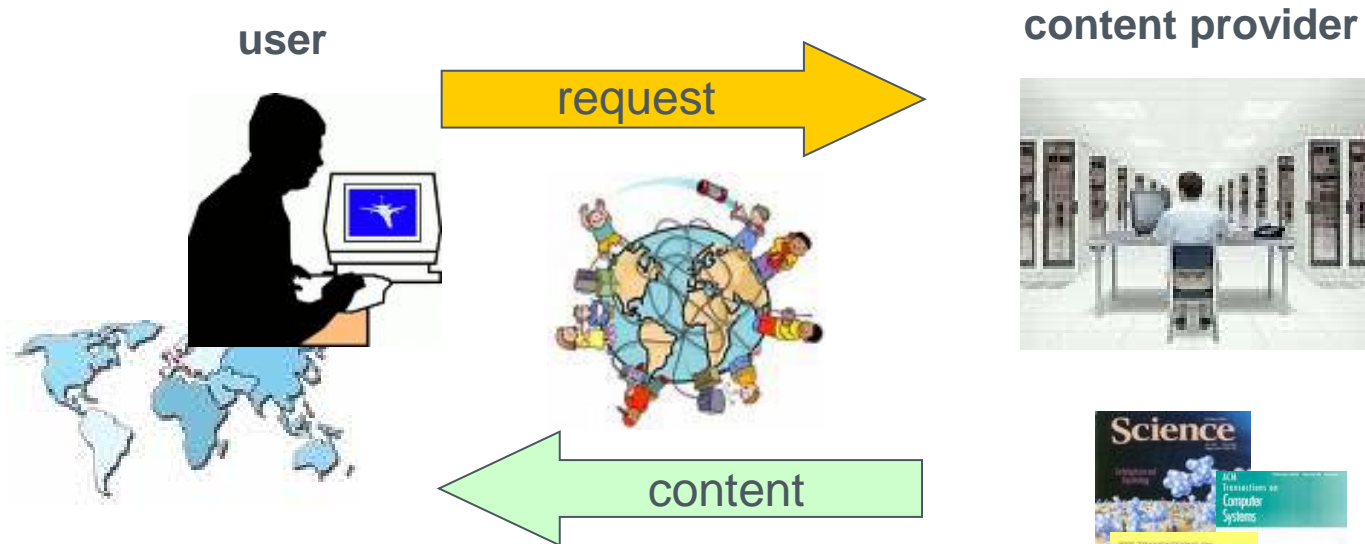 user
content provider
request
content
Science
ACM
Transactions on
Computer
Systems